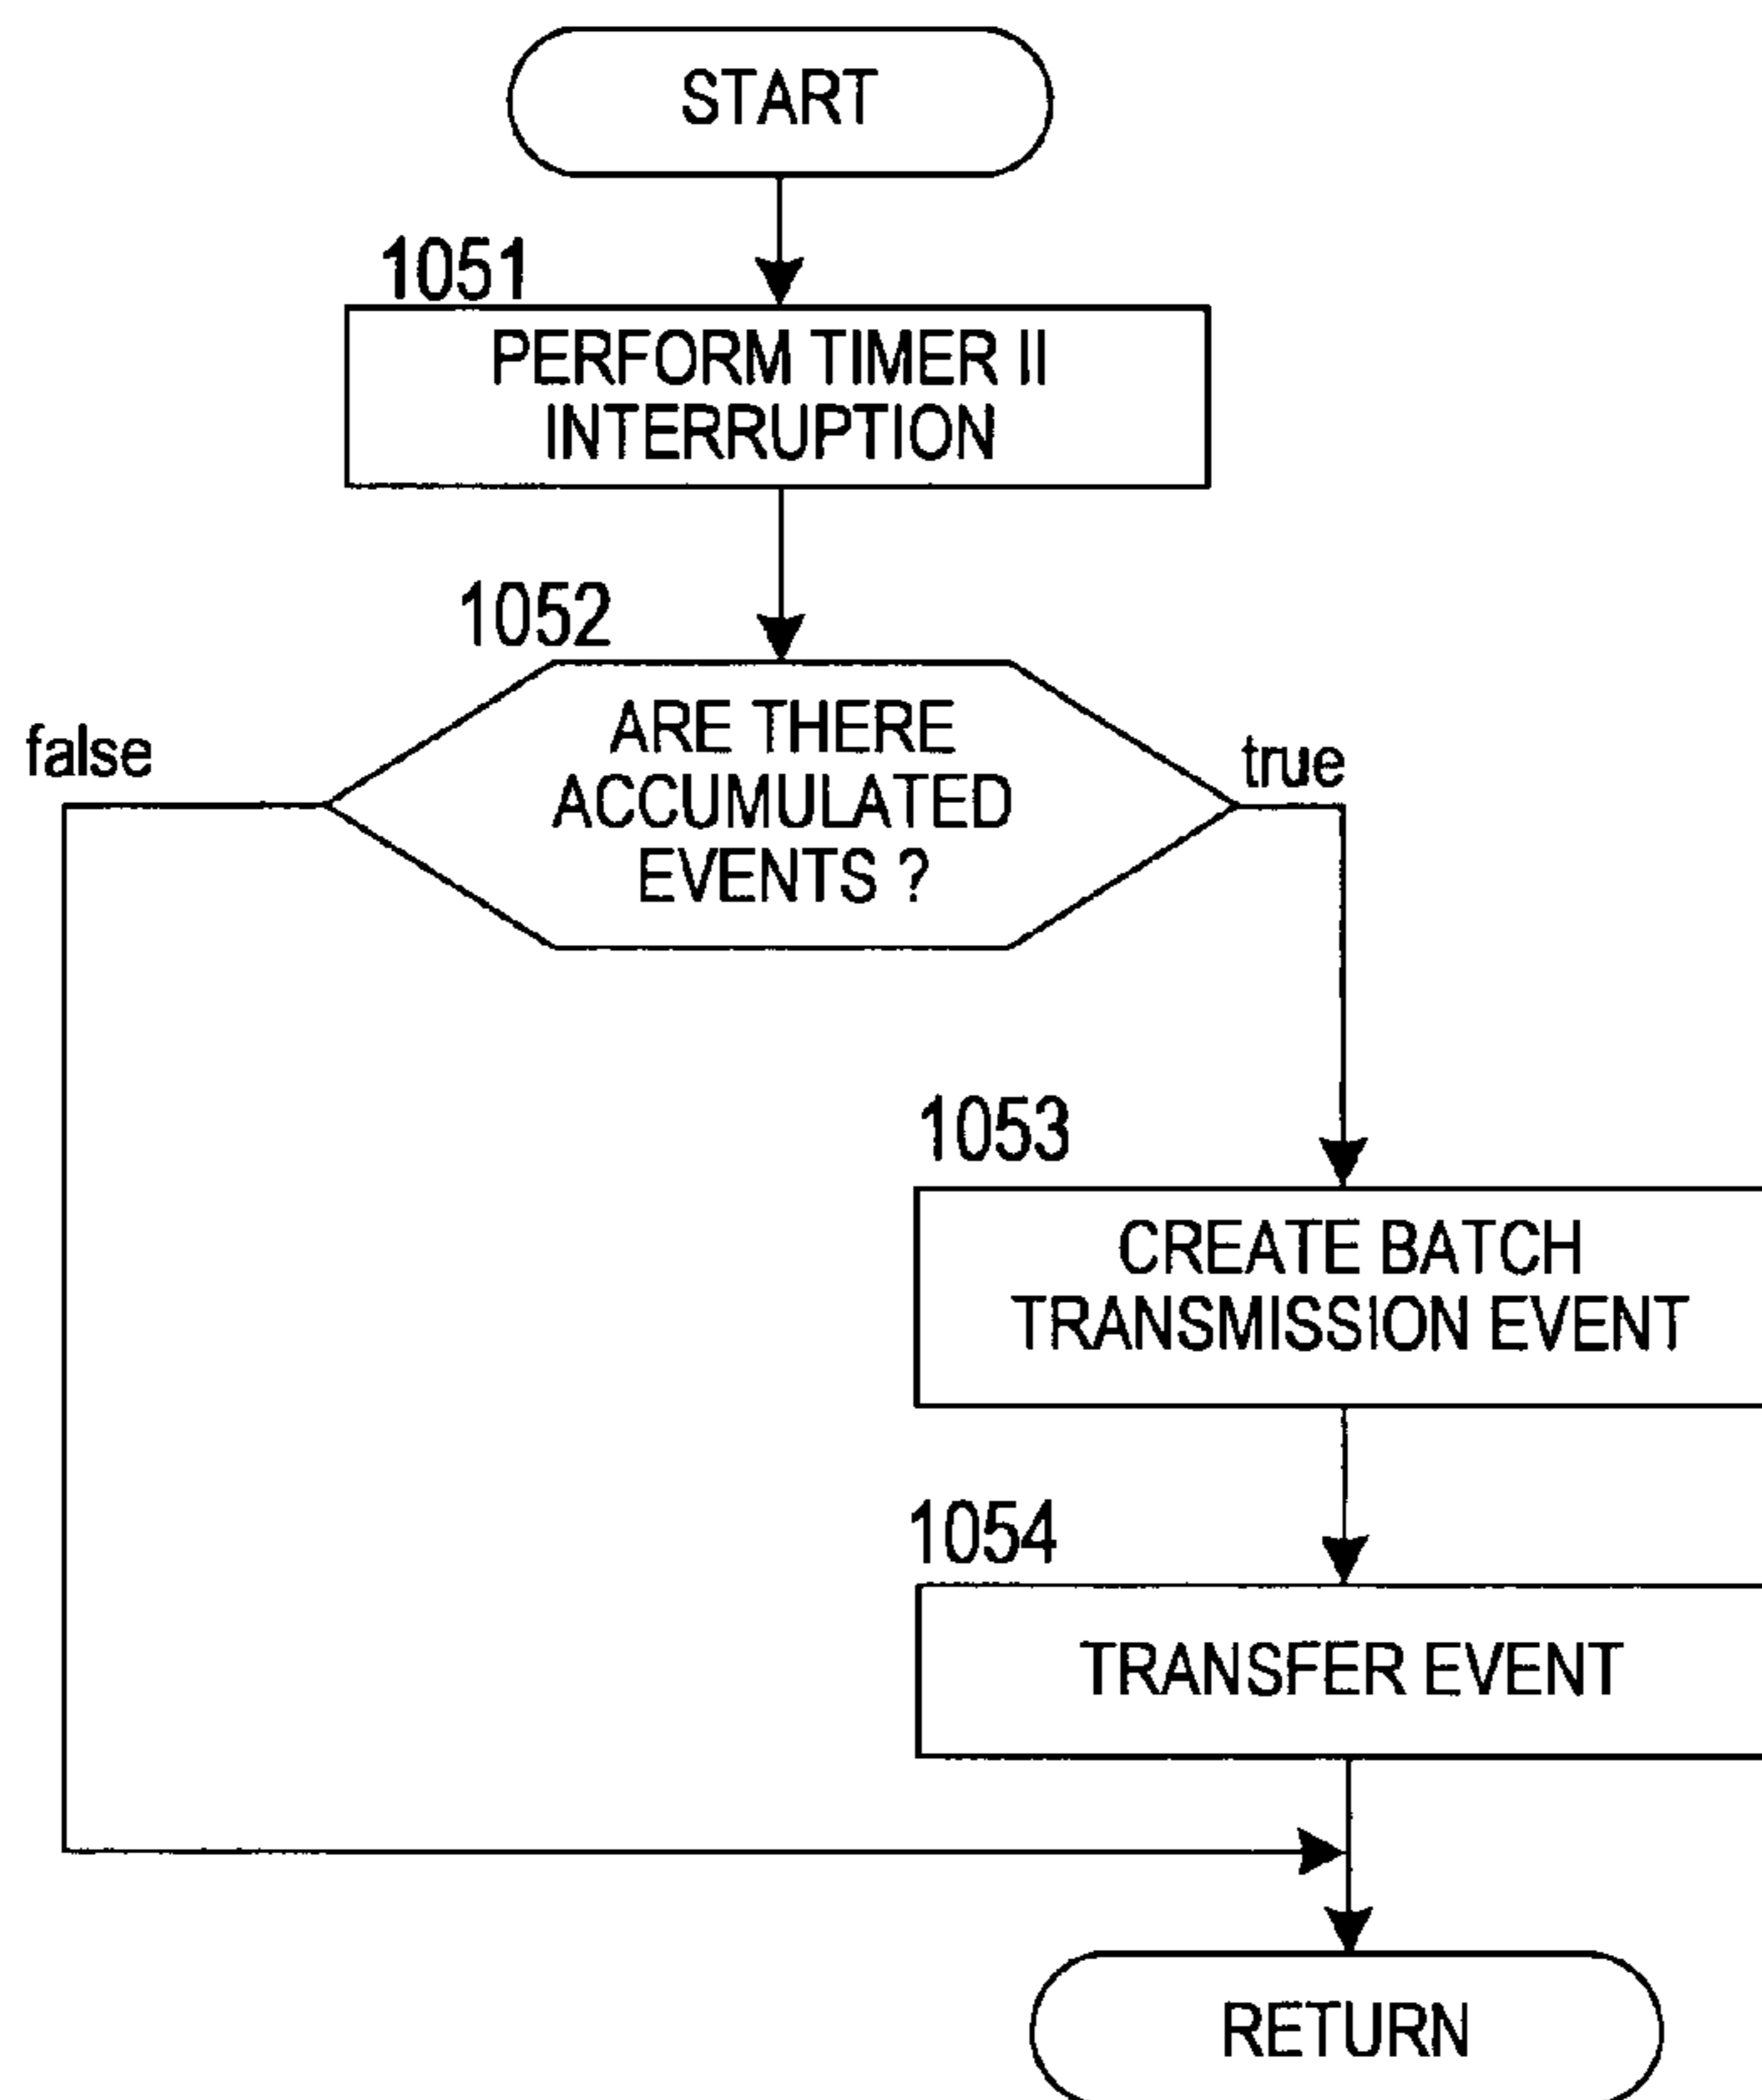 START
1051
PERFORM TIMER II
INTERRUPTION
1052
false
ARE THERE
ACCUMULATED
EVENTS ?
true
1053
CREATE BATCH
TRANSMISSION EVENT
1054
TRANSFER EVENT
RETURN